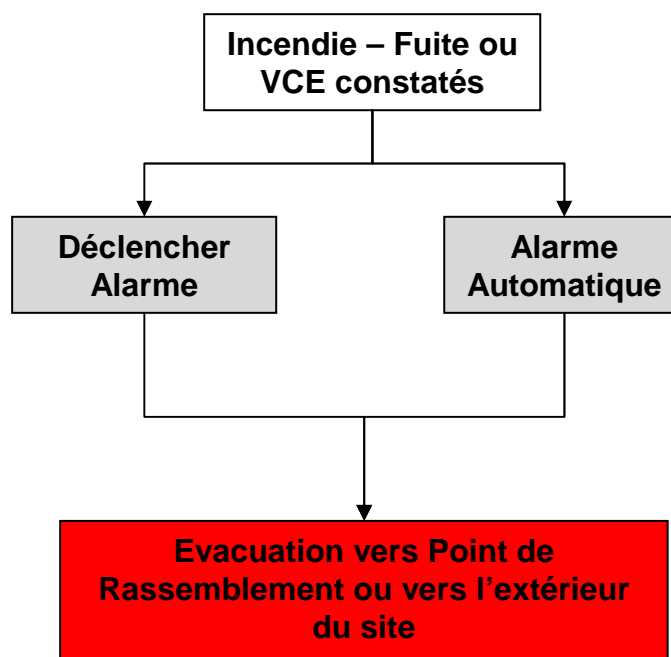 Incendie – Fuite ou
VCE constatés
Déclencher
Alarme
Alarme
Automatique
Evacuation vers Point de
Rassemblement ou vers l’extérieur
du site